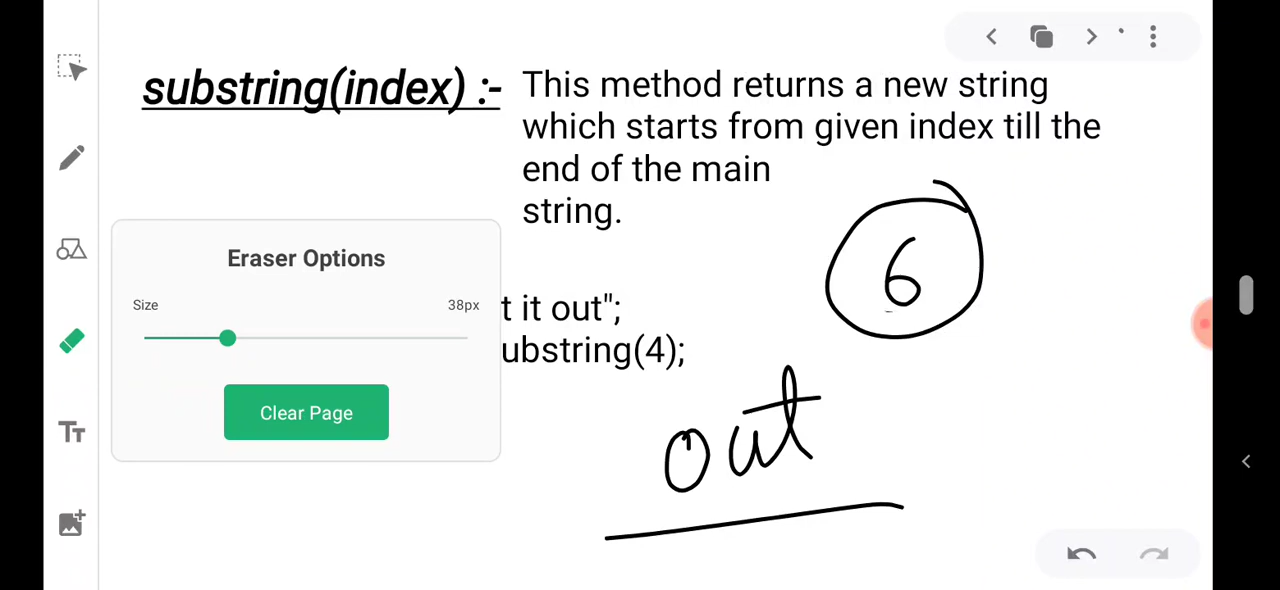 substring(index) :- This method returns a new string
which starts from given index till the
end of the main
string.
6
Eraser Options
Size 38px
t it out";
ubstring(4);
Clear Page
out
Tt